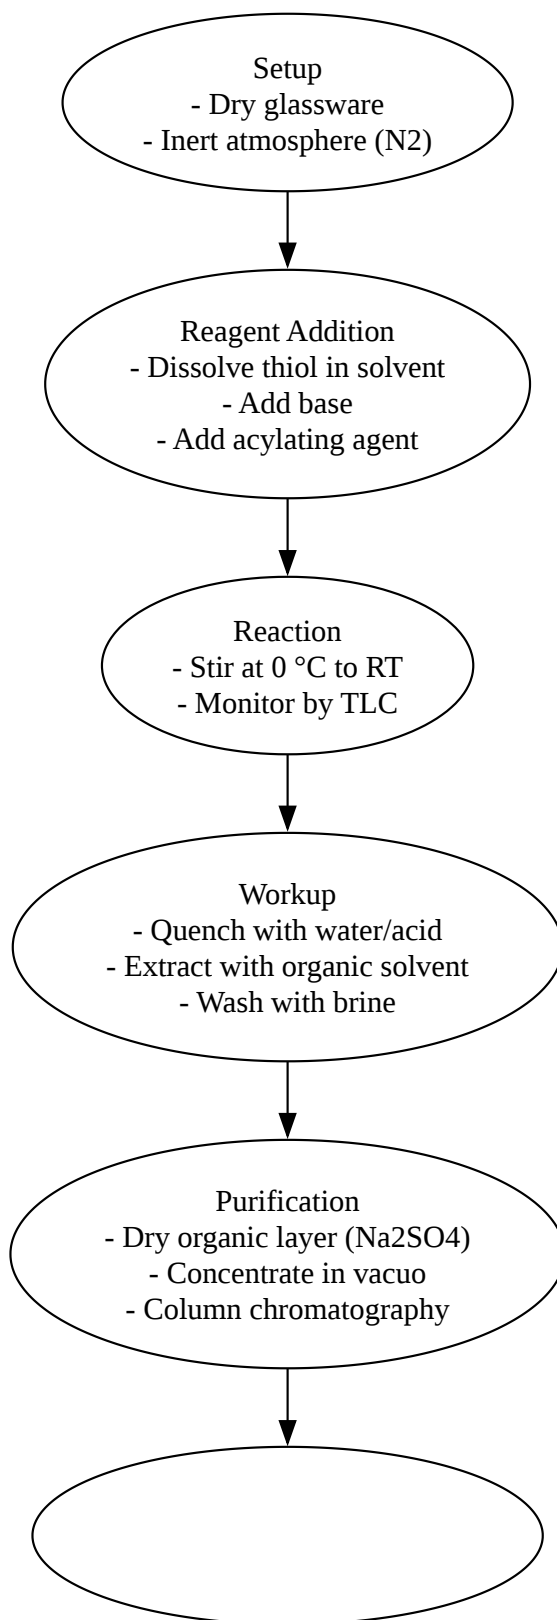 Setup
- Dry glassware
- Inert atmosphere (N2)
Reagent Addition
- Dissolve thiol in solvent
- Add base
- Add acylating agent
Reaction
- Stir at 0 °C to RT
- Monitor by TLC
Workup
- Quench with water/acid
- Extract with organic solvent
- Wash with brine
Purification
- Dry organic layer (Na2SO4)
- Concentrate in vacuo
- Column chromatography